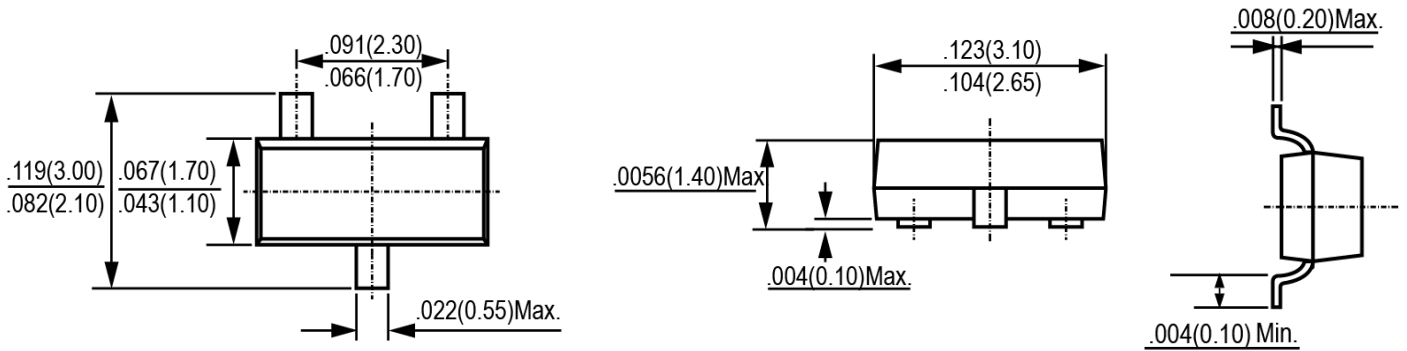 .091(2.30)
.066(1.70)
.119(3.00)
.082(2.10)
.067(1.70)
.043(1.10)
.022(0.55)Max.
.123(3.10)
.104(2.65)
.0056(1.40)Max
.004(0.10)Max.
.008(0.20)Max.
.004(0.10) Min.